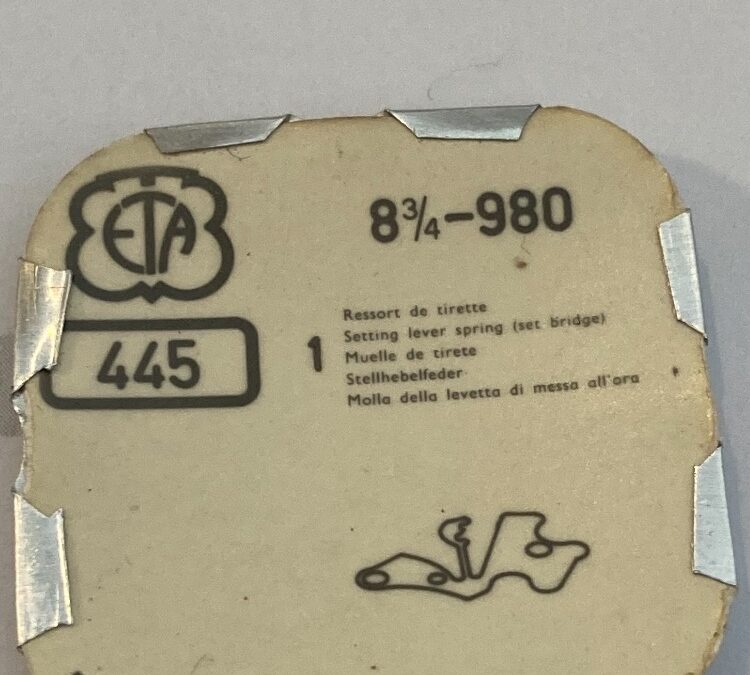 ETA
8¾-980
445
1
Ressort de tirette
Setting lever spring (set bridge)
Muelle de tirete
Stellhebelfeder
Molla della levetta di messa all'ora